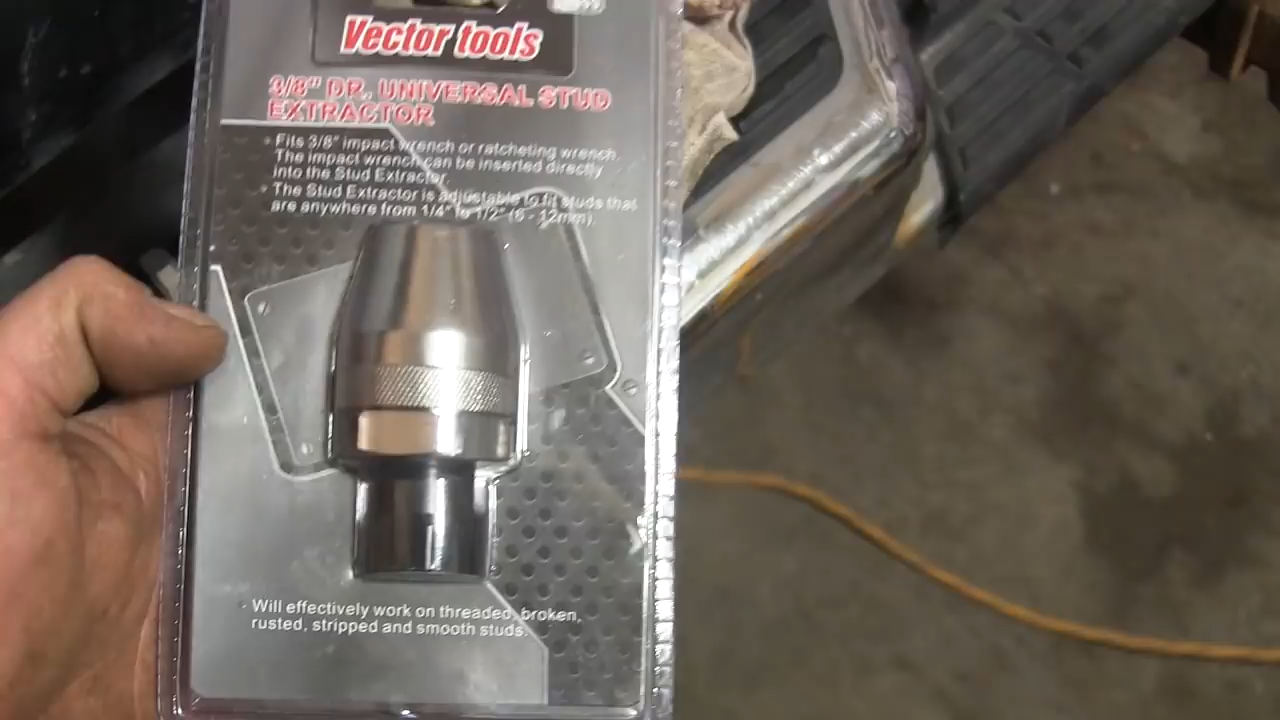 Vector tools
3/8" DR. UNIVERSAL STUD
EXTRACTOR
Fits 3/8" impact wrench or ratcheting wrench.
The impact wrench can be inserted directly
into the Stud Extractor.
The Stud Extractor is adjustable to fit studs that
are anywhere from 1/4" to 1/2" (6 - 12mm).
Will effectively work on threaded, broken,
rusted, stripped and smooth studs.